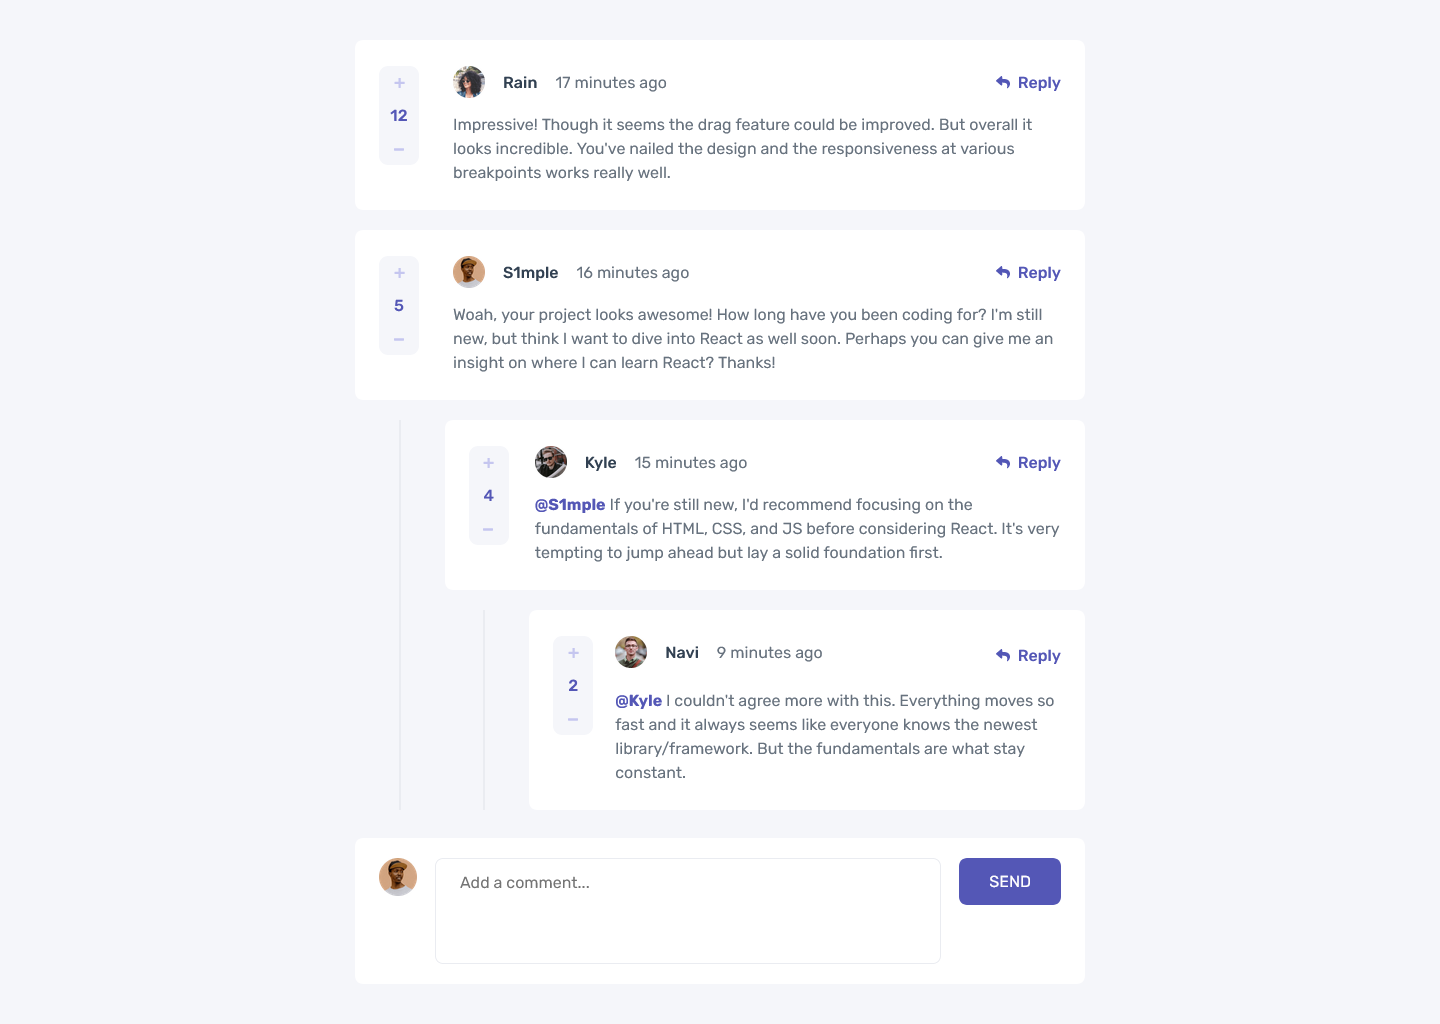 +
12
−
Rain 17 minutes ago Reply
Impressive! Though it seems the drag feature could be improved. But overall it
looks incredible. You've nailed the design and the responsiveness at various
breakpoints works really well.
+
5
−
S1mple 16 minutes ago Reply
Woah, your project looks awesome! How long have you been coding for? I'm still
new, but think I want to dive into React as well soon. Perhaps you can give me an
insight on where I can learn React? Thanks!
+
4
−
Kyle 15 minutes ago Reply
@S1mple If you're still new, I'd recommend focusing on the
fundamentals of HTML, CSS, and JS before considering React. It's very
tempting to jump ahead but lay a solid foundation first.
+
2
−
Navi 9 minutes ago Reply
@Kyle I couldn't agree more with this. Everything moves so
fast and it always seems like everyone knows the newest
library/framework. But the fundamentals are what stay
constant.
Add a comment...
SEND